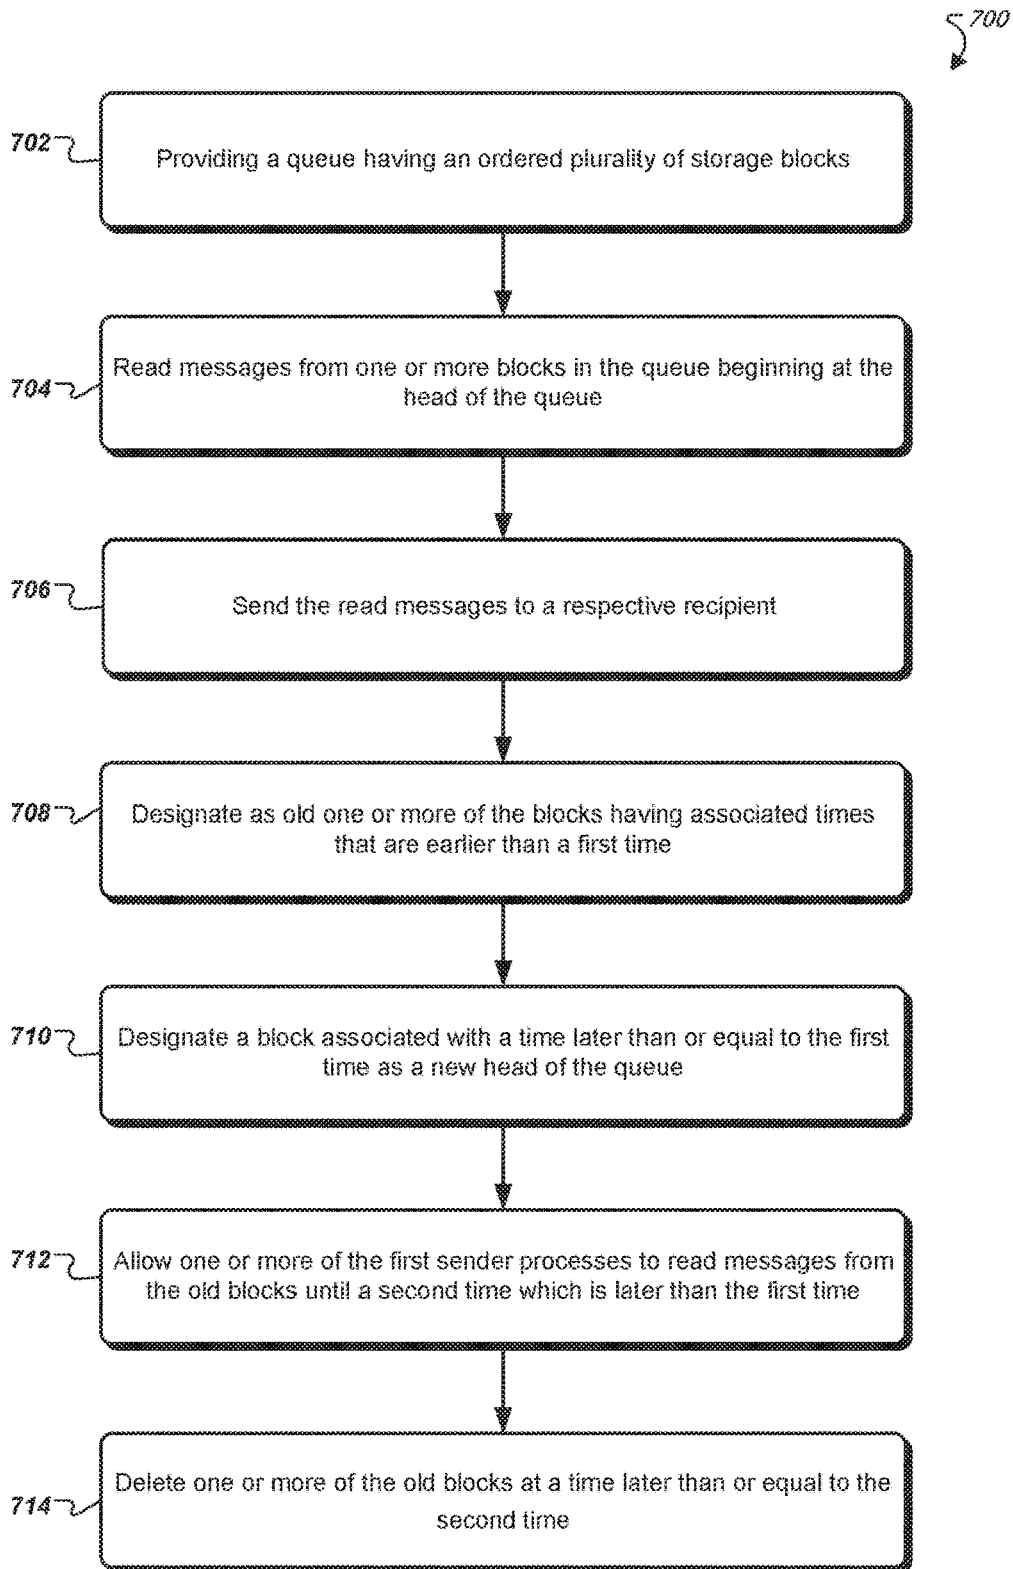 700
702
Providing a queue having an ordered plurality of storage blocks
704
Read messages from one or more blocks in the queue beginning at the
head of the queue
706
Send the read messages to a respective recipient
708
Designate as old one or more of the blocks having associated times
that are earlier than a first time
710
Designate a block associated with a time later than or equal to the first
time as a new head of the queue
712
Allow one or more of the first sender processes to read messages from
the old blocks until a second time which is later than the first time
714
Delete one or more of the old blocks at a time later than or equal to the
second time